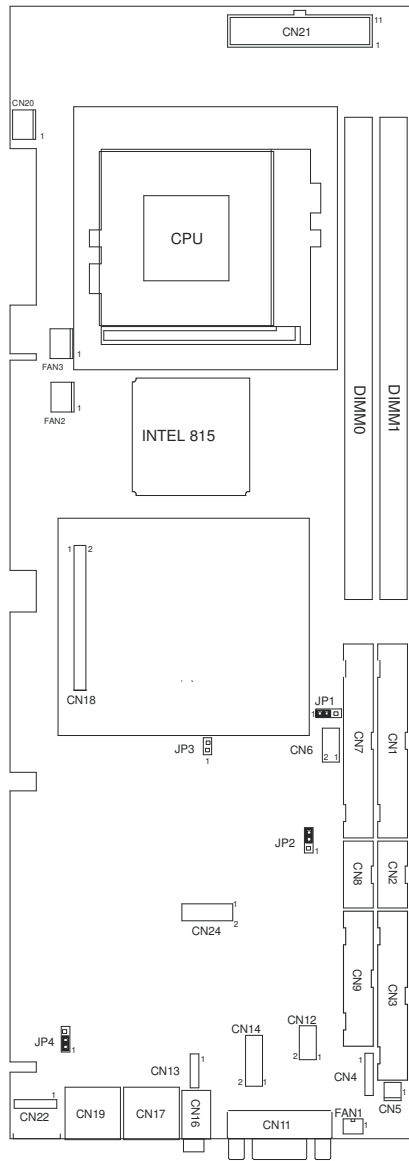 11
CN21
1
CN20
1
CPU
FAN3
1
FAN2
1
INTEL 815
DIMM0
DIMM1
1
2
CN18
JP1
1
JP3
1
CN6
2
1
CN7
CN1
JP2
1
CN8
CN2
1
CN24
2
CN9
CN3
JP4
1
CN13
1
CN14
2
1
CN12
2
1
1
CN4
1
CN5
1
CN22
CN19
CN17
CN16
CN11
FAN1
1